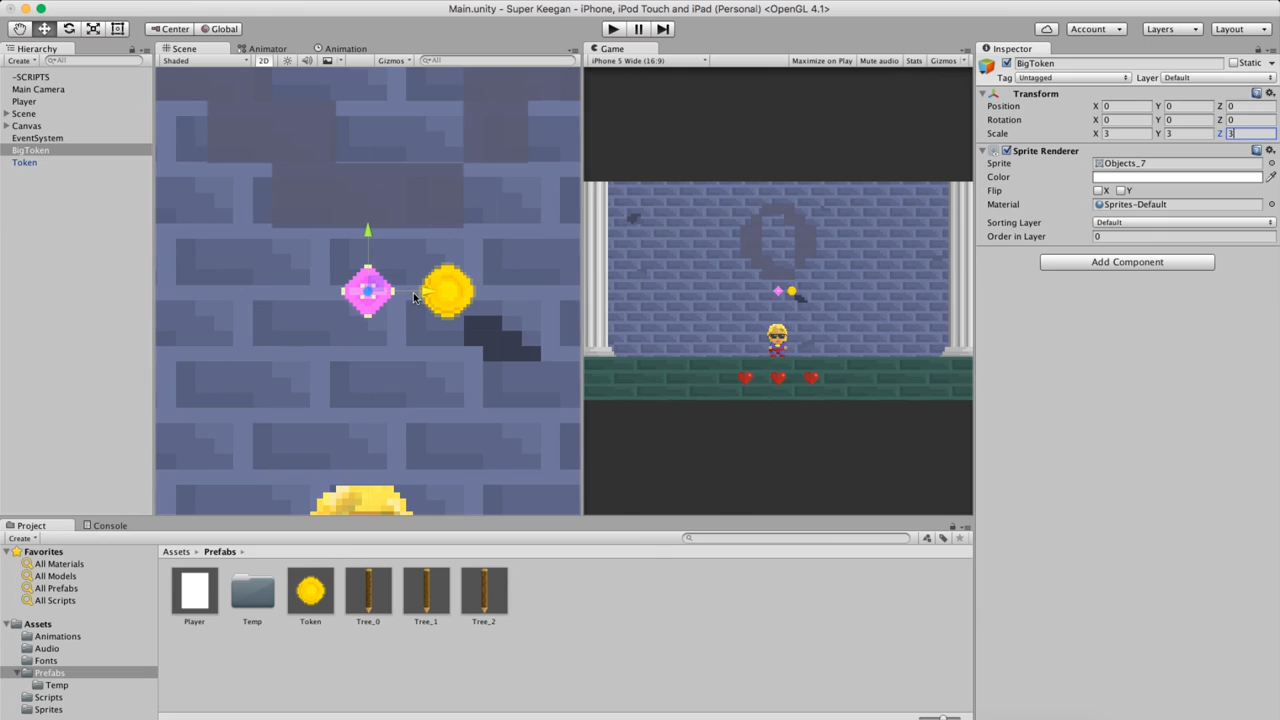 Main.unity - Super Keegan - iPhone, iPod Touch and iPad (Personal) <OpenGL 4.1>
Center Global Account Layers Layout
Hierarchy Scene Animator Animation Game Inspector
Create All Shaded 2D Gizmos All iPhone 5 Wide (16:9) Maximize on Play Mute audio Stats Gizmos
BigToken Static
Tag Untagged Layer Default
-SCRIPTS
Main Camera
Player
Scene
Canvas
EventSystem
BigToken
Token
Transform
Position X 0 Y 0 Z 0
Rotation X 0 Y 0 Z 0
Scale X 3 Y 3 Z 3
Sprite Renderer
Sprite Objects_7
Color
Flip X Y
Material Sprites-Default
Sorting Layer Default
Order in Layer 0
Add Component
0
Project Console
Create
Favorites
All Materials
All Models
All Prefabs
All Scripts
Assets
Animations
Audio
Fonts
Prefabs
Temp
Scripts
Sprites
Assets Prefabs
Player Temp Token Tree_0 Tree_1 Tree_2